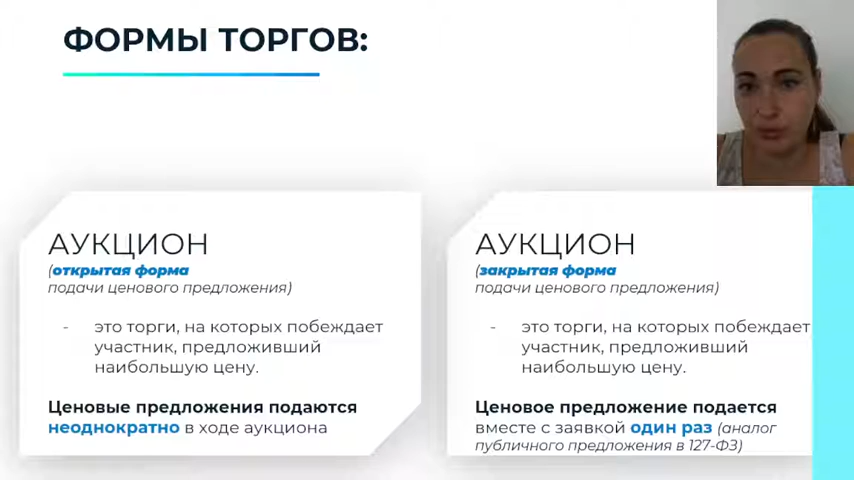 ФОРМЫ ТОРГОВ:
АУКЦИОН
(открытая форма
подачи ценового предложения)
- это торги, на которых побеждает
участник, предложивший
наибольшую цену.
Ценовые предложения подаются
неоднократно в ходе аукциона
АУКЦИОН
(закрытая форма
подачи ценового предложения)
- это торги, на которых побеждает
участник, предложивший
наибольшую цену.
Ценовое предложение подается
вместе с заявкой один раз (аналог
публичного предложения в 127-ФЗ)